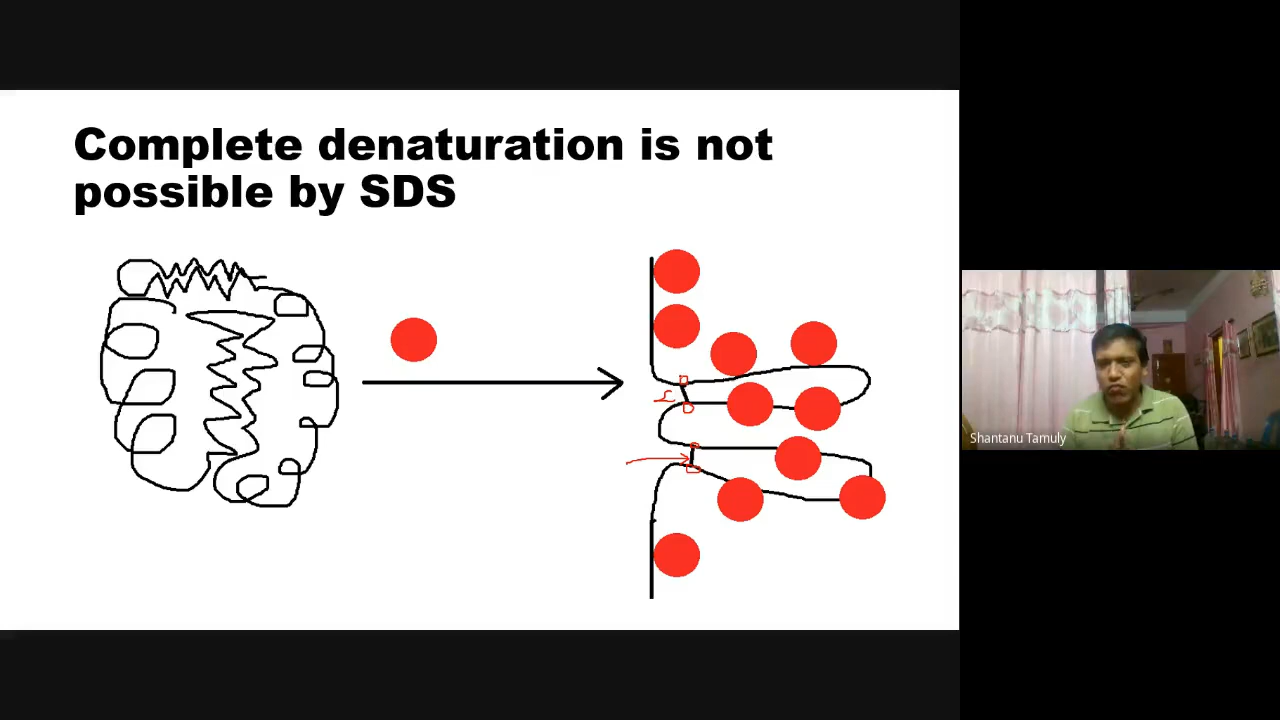 Complete denaturation is not
possible by SDS
Shantanu Tamuly